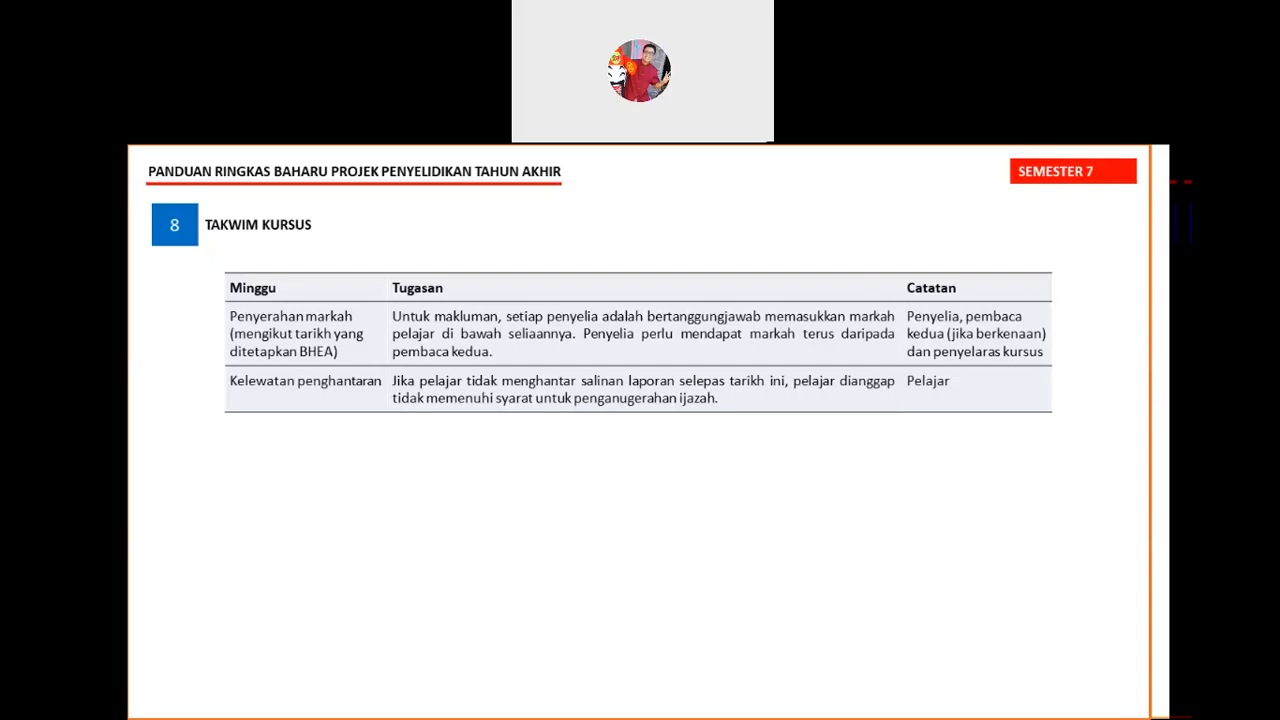 PANDUAN RINGKAS BAHARU PROJEK PENYELIDIKAN TAHUN AKHIR
SEMESTER 7
8
TAKWIM KURSUS
Minggu
Tugasan
Catatan
Penyerahan markah
(mengikut tarikh yang
ditetapkan BHEA)
Untuk makluman, setiap penyelia adalah bertanggungjawab memasukkan markah
pelajar di bawah seliaannya. Penyelia perlu mendapat markah terus daripada
pembaca kedua.
Penyelia, pembaca
kedua (jika berkenaan)
dan penyelaras kursus
Kelewatan penghantaran
Jika pelajar tidak menghantar salinan laporan selepas tarikh ini, pelajar dianggap
tidak memenuhi syarat untuk penganugerahan ijazah.
Pelajar